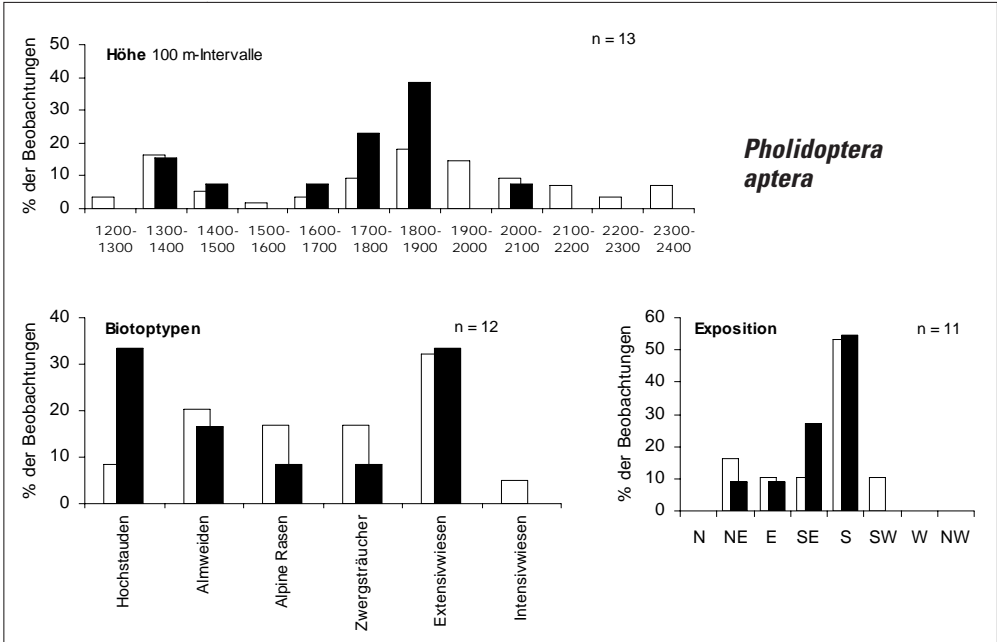 Höhe 100 m-Intervalle
n = 13
% der Beobachtungen
50
40
30
20
10
0
1200- 1300- 1400- 1500- 1600- 1700- 1800- 1900- 2000- 2100- 2200- 2300-
1300 1400 1500 1600 1700 1800 1900 2000 2100 2200 2300 2400
Pholidoptera
aptera
Biotoptypen
n = 12
% der Beobachtungen
40
30
20
10
0
Hochstauden
Almweiden
Alpine Rasen
Zwergsträucher
Extensivwiesen
Intensivwiesen
Exposition
n = 11
% der Beobachtungen
60
50
40
30
20
10
0
N NE E SE S SW W NW